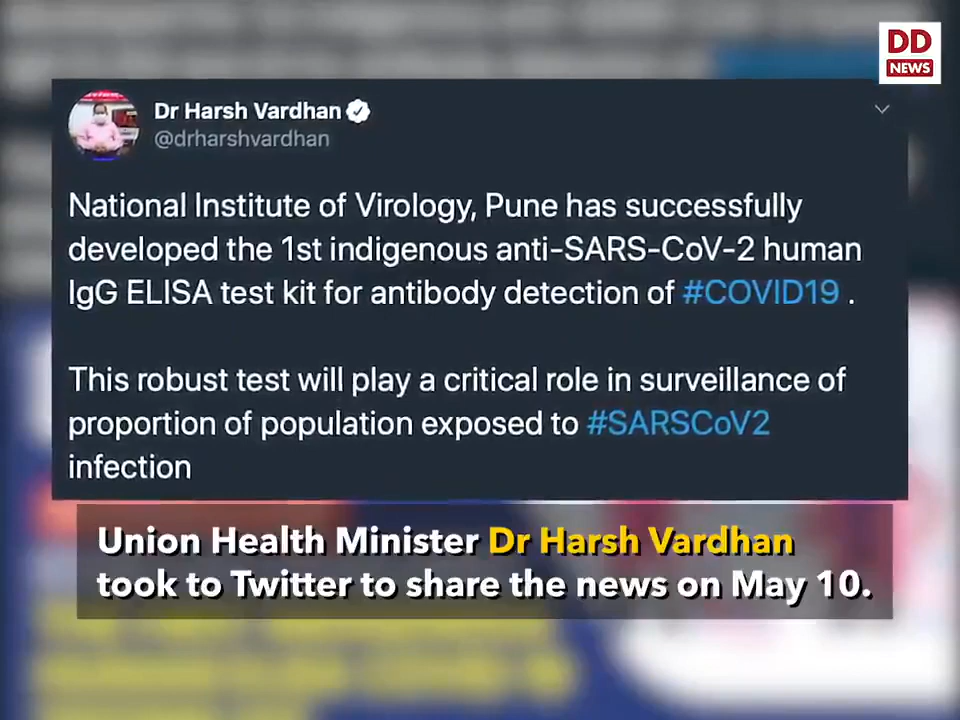 DD
NEWS
Dr Harsh Vardhan
@drharshvardhan
National Institute of Virology, Pune has successfully
developed the 1st indigenous anti-SARS-CoV-2 human
IgG ELISA test kit for antibody detection of #COVID19 .
This robust test will play a critical role in surveillance of
proportion of population exposed to #SARSCoV2
infection
Union Health Minister Dr Harsh Vardhan
took to Twitter to share the news on May 10.